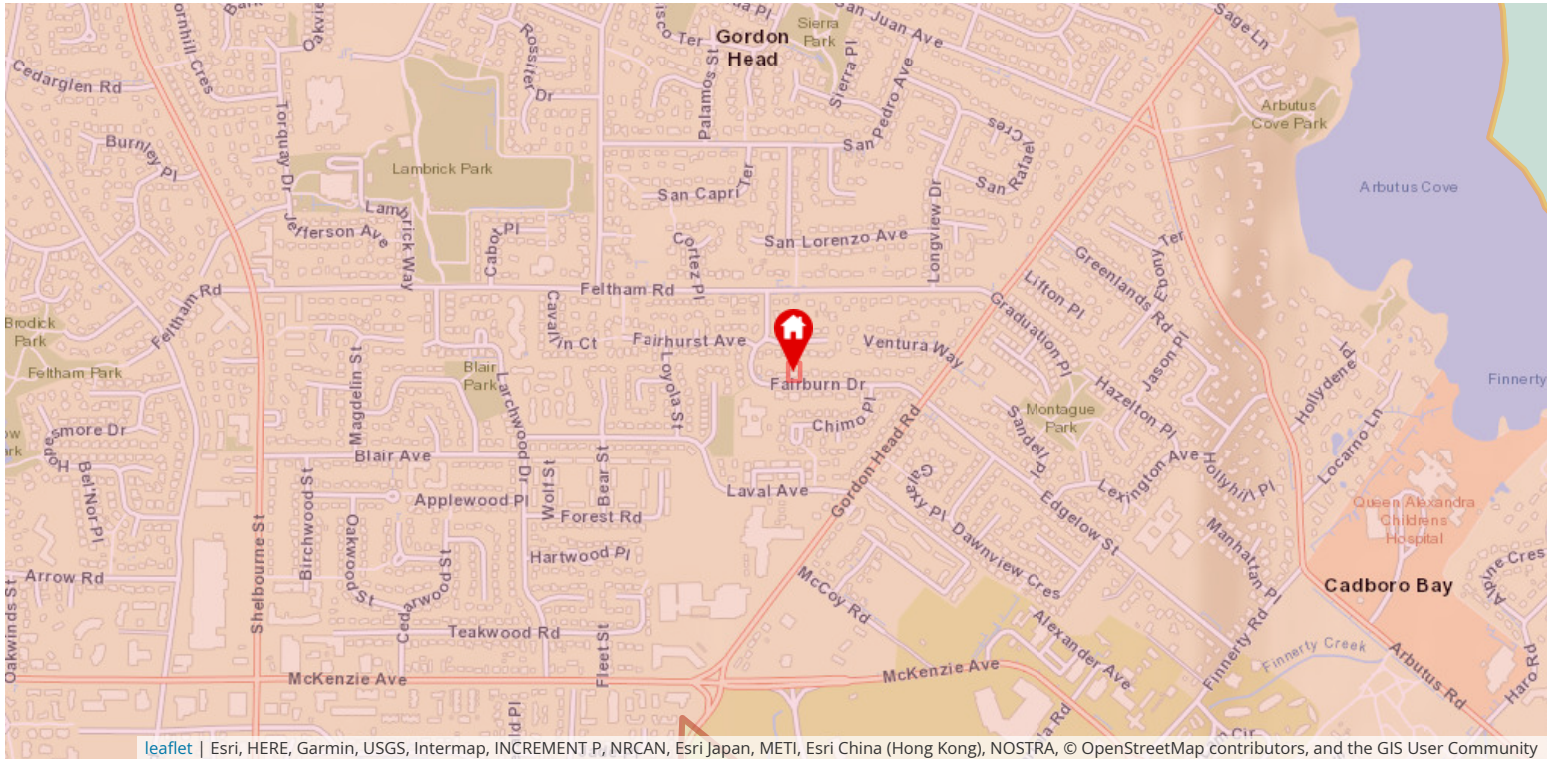 Gordon
Head
Sierra
Park
San Juan Ave
Sage Ln
Cedarglen Rd
Rossiter Dr
Palamos St
Sierra Pl
San Pedro Ave
Arbutus
Cove Park
Torquay Dr
Burnley Pl
Lambrick Park
San Rafael
Cres
San Capri Ter
Arbutus Cove
Lambrick Way
Jefferson Ave
Cabot Pl
Cortez Pl
San Lorenzo Ave
Longview Dr
Greenlands Rd
Ebony Ter
Lifton Pl
Feltham Rd
Feltham Rd
Graduation Pl
Brodick
Park
Feltham Park
Fairhurst Ave
Ventura Way
Jason Pl
Hollydene Pl
Finnerty
Magdelin St
Blair
Park
Larchwood Dr
Loyola St
Fairburn Dr
Hazelton Pl
Montague
Park
Chimo Pl
Sandell Pl
Locarno Ln
Bel'Nor Pl
Blair Ave
Gordon Head Rd
Lexington Ave
Hollyhill Pl
Birchwood St
Applewood Pl
Wolf St
Bear St
Forest Rd
Laval Ave
Galaxy Pl
Edgelow St
Queen Alexandra
Childrens
Hospital
Oakwood St
Hartwood Pl
Dawnview Cres
Manhattan Pl
Arrow Rd
Oakwinds St
Shelbourne St
Cedarwood St
McCoy Rd
Cadboro Bay
Alpine Cres
Teakwood Rd
Fleet St
Alexander Ave
Finnerty Rd
Finnerty Creek
Arbutus Rd
Haro Rd
McKenzie Ave
McKenzie Ave
leaflet | Esri, HERE, Garmin, USGS, Intermap, INCREMENT P, NRCAN, Esri Japan, METI, Esri China (Hong Kong), NOSTRA, © OpenStreetMap contributors, and the GIS User Community